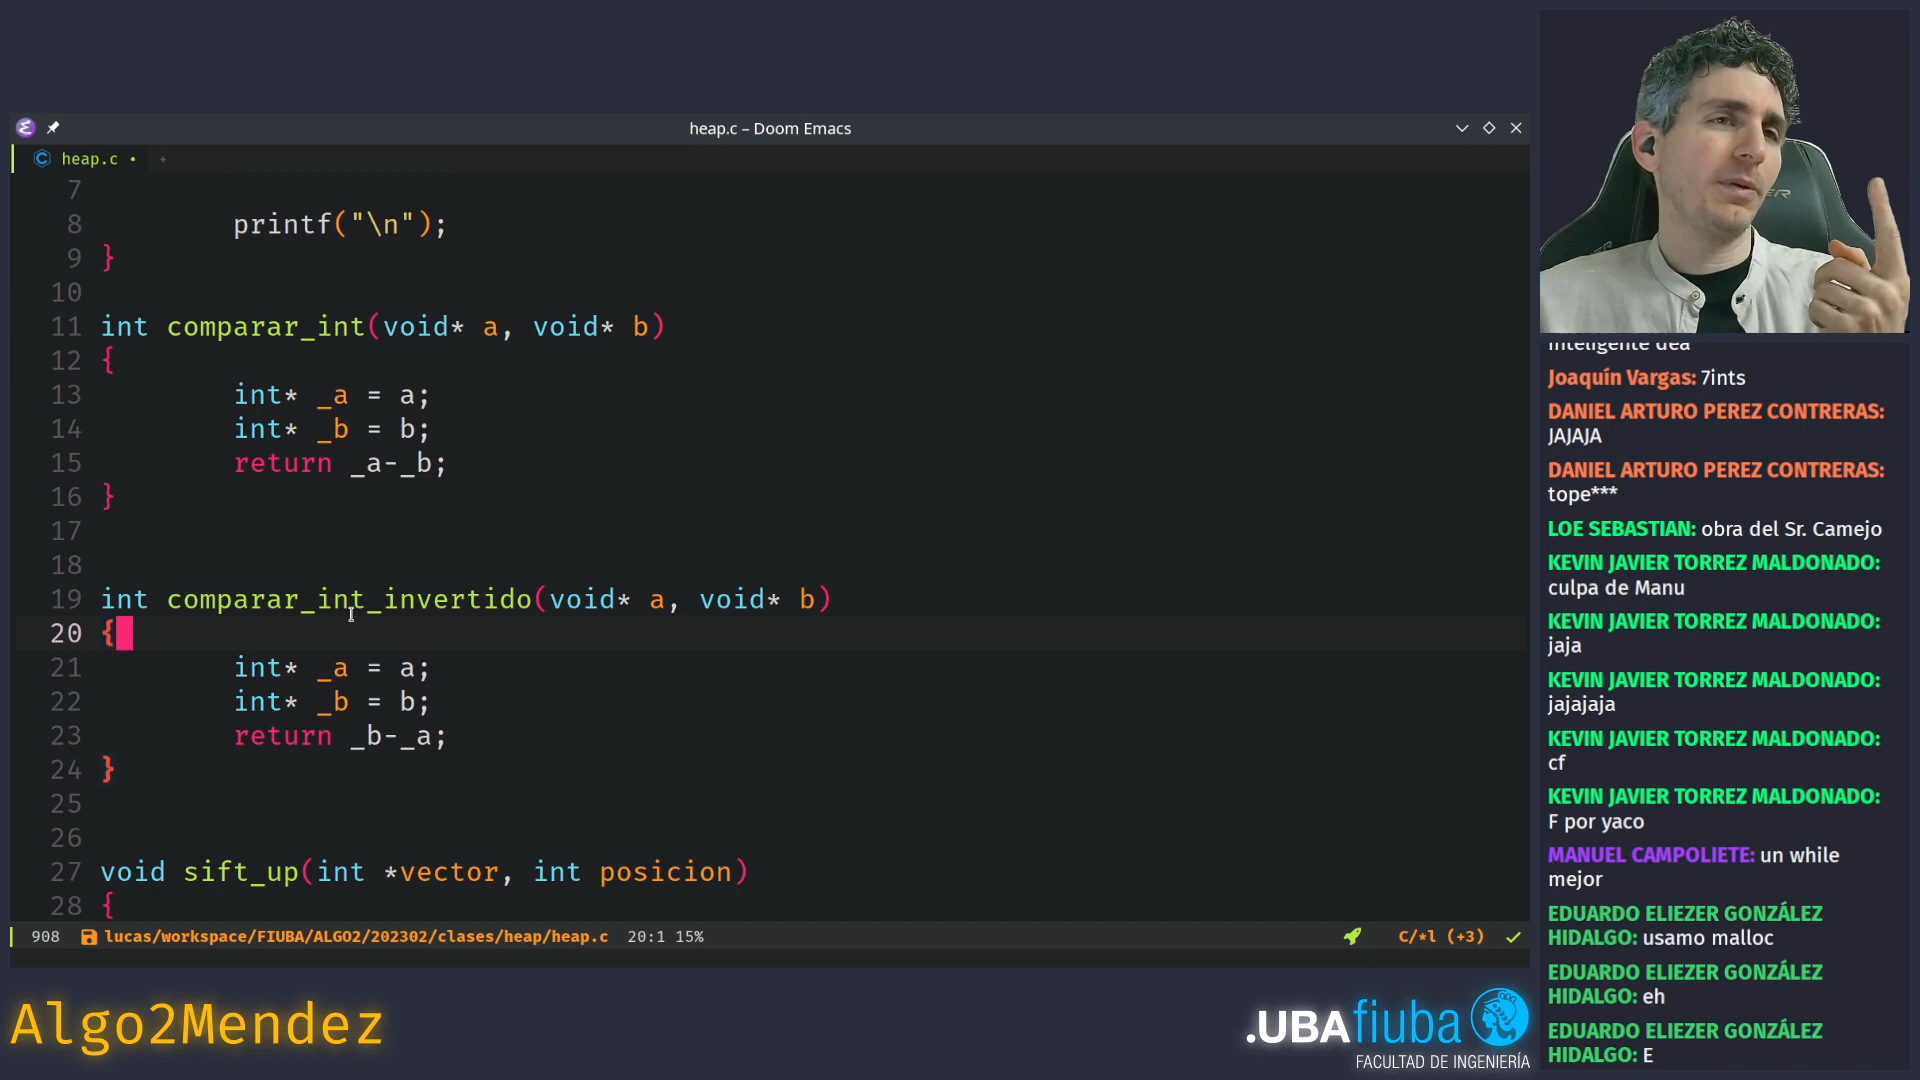 heap.c – Doom Emacs
heap.c • +
7
8 printf("\n");
9 }
10
11 int comparar_int(void* a, void* b)
12 {
13 int* _a = a;
14 int* _b = b;
15 return _a-_b;
16 }
17
18
19 int comparar_int_invertido(void* a, void* b)
20 {
21 int* _a = a;
22 int* _b = b;
23 return _b-_a;
24 }
25
26
27 void sift_up(int *vector, int posicion)
28 {
908 lucas/workspace/FIUBA/ALGO2/202302/clases/heap/heap.c 20:1 15% C/*l (+3)
Algo2Mendez
.UBAfiuba
FACULTAD DE INGENIERÍA
inteligente dea
Joaquín Vargas: 7ints
DANIEL ARTURO PEREZ CONTRERAS:
JAJAJA
DANIEL ARTURO PEREZ CONTRERAS:
tope***
LOE SEBASTIAN: obra del Sr. Camejo
KEVIN JAVIER TORREZ MALDONADO:
culpa de Manu
KEVIN JAVIER TORREZ MALDONADO:
jaja
KEVIN JAVIER TORREZ MALDONADO:
jajajaja
KEVIN JAVIER TORREZ MALDONADO:
cf
KEVIN JAVIER TORREZ MALDONADO:
F por yaco
MANUEL CAMPOLIETE: un while
mejor
EDUARDO ELIEZER GONZÁLEZ
HIDALGO: usamo malloc
EDUARDO ELIEZER GONZÁLEZ
HIDALGO: eh
EDUARDO ELIEZER GONZÁLEZ
HIDALGO: E